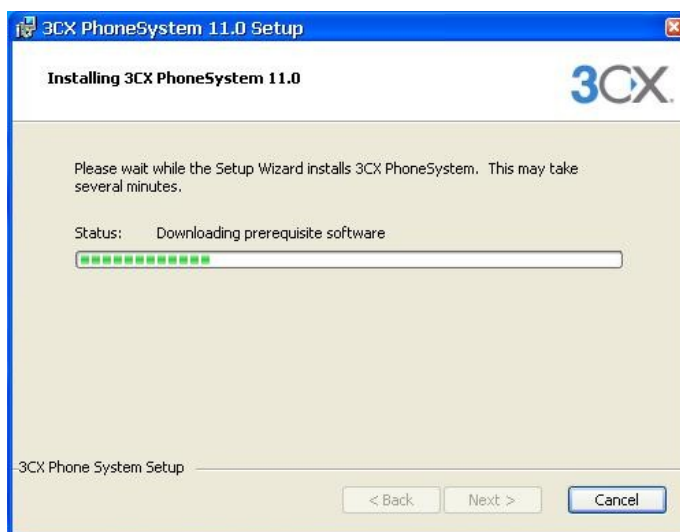 3CX PhoneSystem 11.0 Setup
Installing 3CX PhoneSystem 11.0
3CX
Please wait while the Setup Wizard installs 3CX PhoneSystem. This may take
several minutes.
Status: Downloading prerequisite software
3CX Phone System Setup
< Back Next > Cancel